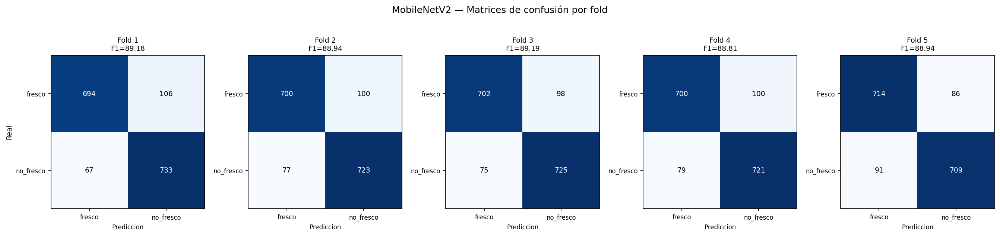 MobileNetV2 — Matrices de confusión por fold
Fold 1
F1=89.18
Real
fresco
694
106
no_fresco
67
733
fresco
no_fresco
Prediccion
Fold 2
F1=88.94
fresco
700
100
no_fresco
77
723
fresco
no_fresco
Prediccion
Fold 3
F1=89.19
fresco
702
98
no_fresco
75
725
fresco
no_fresco
Prediccion
Fold 4
F1=88.81
fresco
700
100
no_fresco
79
721
fresco
no_fresco
Prediccion
Fold 5
F1=88.94
fresco
714
86
no_fresco
91
709
fresco
no_fresco
Prediccion